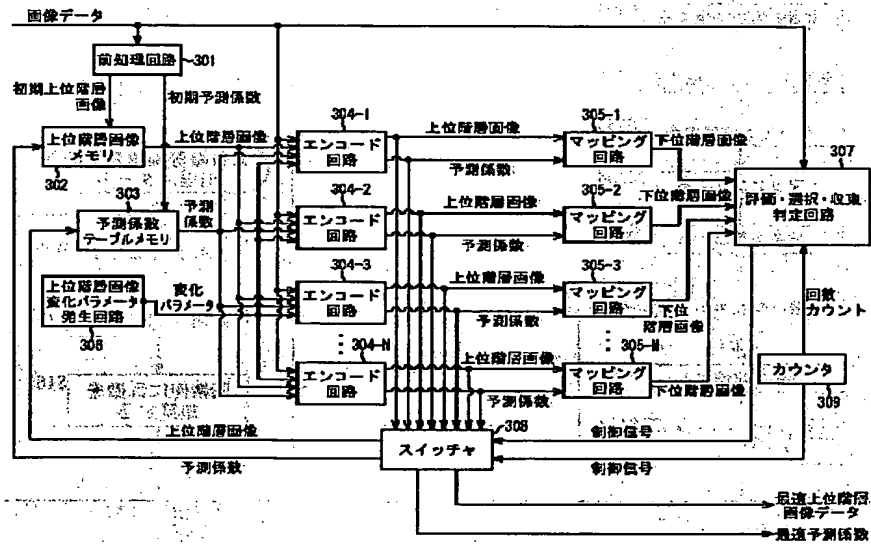 画像データ
前処理回路
301
初期上位階層
画像
初期予測係数
上位階層画像
メモリ
302
上位階層画像
303
予測係数
テーブルメモリ
予測
係数
上位階層画像
変化パラメータ
発生回路
306
変化
パラメータ
304-1
エンコード
回路
304-2
エンコード
回路
304-3
エンコード
回路
304-N
エンコード
回路
上位階層画像
予測係数
上位階層画像
予測係数
上位階層画像
予測係数
上位階層画像
予測係数
305-1
マッピング
回路
305-2
マッピング
回路
305-3
マッピング
回路
305-N
マッピング
回路
下位階層画像
下位階層画像
下位
階層画像
下位階層画像
307
評価・選択・収束
判定回路
回数
カウント
カウンタ
309
上位階層画像
予測係数
308
スイッチャ
制御信号
制御信号
最適上位階層
画像データ
最適予測係数